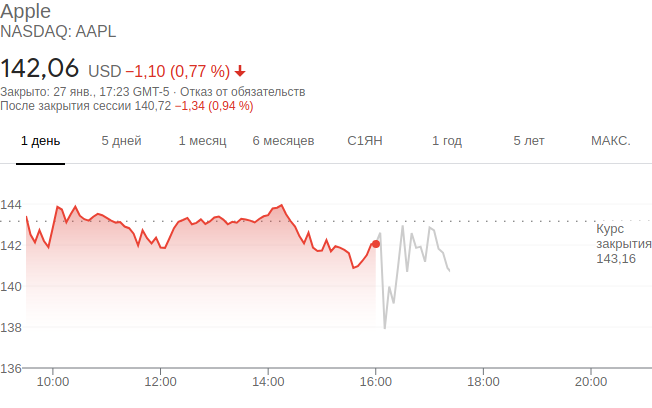 Apple
NASDAQ: AAPL
142,06 USD −1,10 (0,77 %)
Закрыто: 27 янв., 17:23 GMT-5 · Отказ от обязательств
После закрытия сессии 140,72 −1,34 (0,94 %)
1 день 5 дней 1 месяц 6 месяцев С1ЯН 1 год 5 лет МАКС.
144
142
140
138
136
Курс
закрытия
143,16
10:00 12:00 14:00 16:00 18:00 20:00